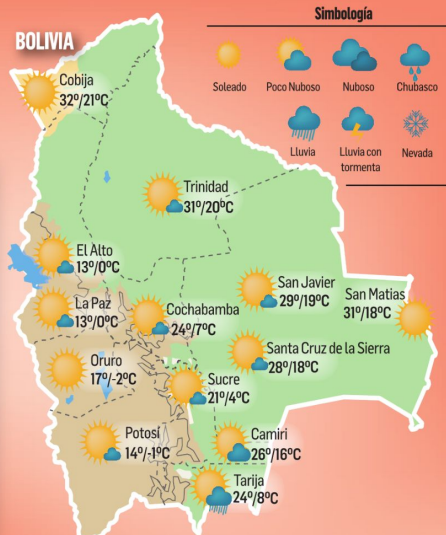 Simbología
BOLIVIA
Soleado
Poco Nuboso
Nuboso
Chubasco
Lluvia
Lluvia con
tormenta
Nevada
Cobija
32º/21ºC
Trinidad
31º/20ºC
El Alto
13º/0ºC
La Paz
13º/0ºC
Cochabamba
24º/7ºC
San Javier
29º/19ºC
San Matias
31º/18ºC
Oruro
17º/-2ºC
Santa Cruz de la Sierra
28º/18ºC
Sucre
21º/4ºC
Potosí
14º/-1ºC
Camiri
26º/16ºC
Tarija
24º/8ºC